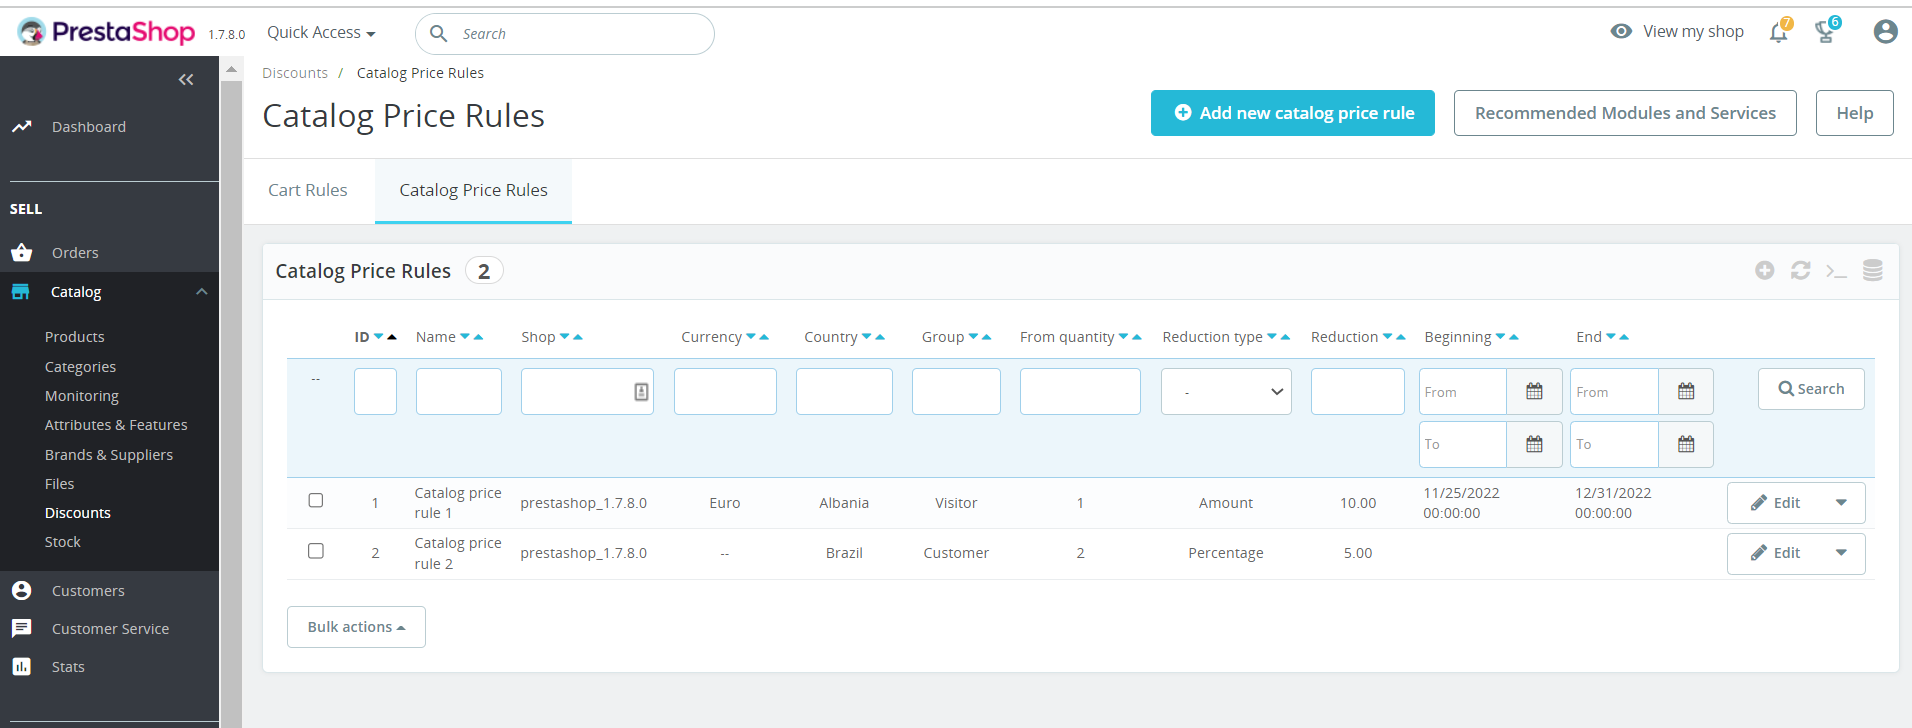 PrestaShop 1.7.8.0 Quick Access Search View my shop 7 6
Discounts / Catalog Price Rules
Catalog Price Rules
Add new catalog price rule Recommended Modules and Services Help
Cart Rules Catalog Price Rules
Dashboard
SELL
Orders
Catalog
Products
Categories
Monitoring
Attributes & Features
Brands & Suppliers
Files
Discounts
Stock
Customers
Customer Service
Stats
Catalog Price Rules 2
ID Name Shop Currency Country Group From quantity Reduction type Reduction Beginning End
-- - From From Search
To To
1 Catalog price rule 1 prestashop_1.7.8.0 Euro Albania Visitor 1 Amount 10.00 11/25/2022 00:00:00 12/31/2022 00:00:00 Edit
2 Catalog price rule 2 prestashop_1.7.8.0 -- Brazil Customer 2 Percentage 5.00 Edit
Bulk actions